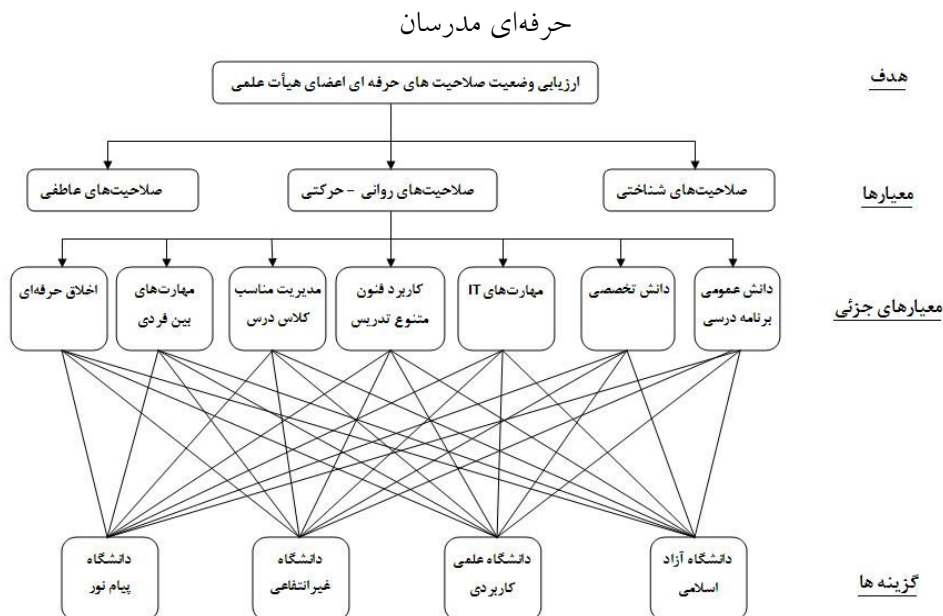 حرفه‌ای مدرسان
هدف
ارزیابی وضعیت صلاحیت های حرفه ای اعضای هیأت علمی
معیارها
صلاحیت‌های شناختی
صلاحیت‌های روانی - حرکتی
صلاحیت‌های عاطفی
معیارهای جزئی
دانش عمومی
برنامه درسی
دانش تخصصی
مهارت‌های IT
کاربرد فنون
متنوع تدریس
مدیریت مناسب
کلاس درس
مهارت‌های
بین فردی
اخلاق حرفه‌ای
گزینه ها
دانشگاه آزاد
اسلامی
دانشگاه علمی
کاربردی
دانشگاه
غیرانتفاعی
دانشگاه
پیام نور